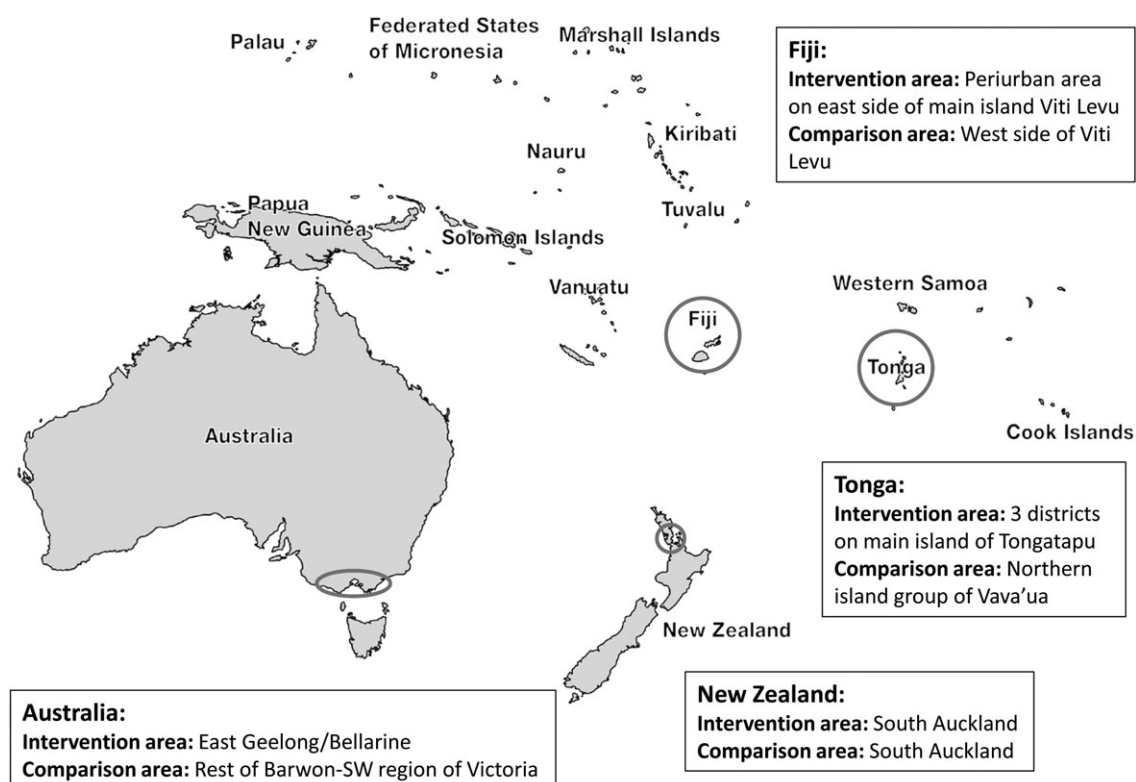 Palau
Federated States
of Micronesia
Marshall Islands
Fiji:
Intervention area: Periurban area
on east side of main island Viti Levu
Comparison area: West side of Viti
Levu
Kiribati
Nauru
Papua
New Guinea
Tuvalu
Solomon Islands
Vanuatu
Western Samoa
Fiji
Tonga
Australia
Cook Islands
Tonga:
Intervention area: 3 districts
on main island of Tongatapu
Comparison area: Northern
island group of Vava’ua
New Zealand
New Zealand:
Intervention area: South Auckland
Comparison area: South Auckland
Australia:
Intervention area: East Geelong/Bellarine
Comparison area: Rest of Barwon-SW region of Victoria